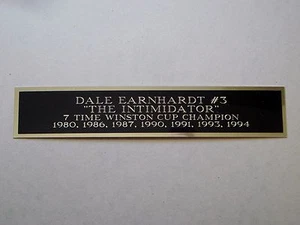 DALE EARNHARDT #3
"THE INTIMIDATOR"
7 TIME WINSTON CUP CHAMPION
1980, 1986, 1987, 1990, 1991, 1993, 1994